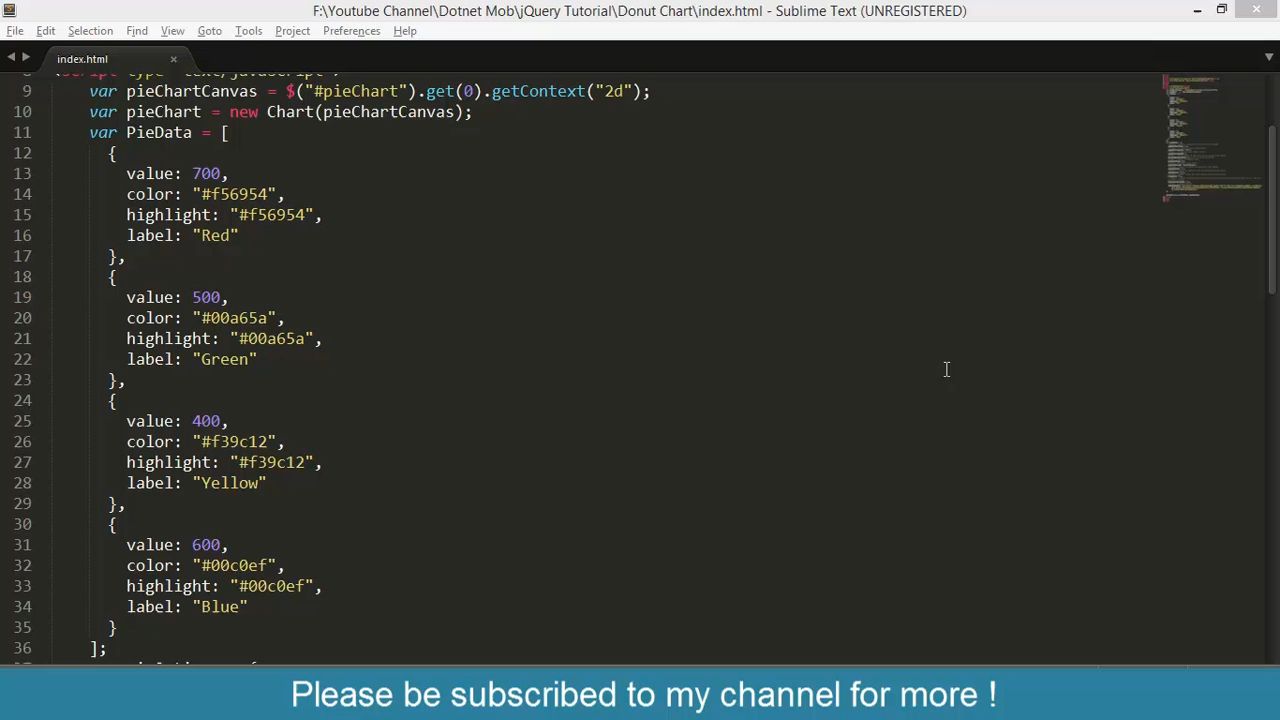 F:\Youtube Channel\Dotnet Mob\jQuery Tutorial\Donut Chart\index.html - Sublime Text (UNREGISTERED)
File Edit Selection Find View Goto Tools Project Preferences Help
index.html
9 var pieChartCanvas = $("#pieChart").get(0).getContext("2d");
10 var pieChart = new Chart(pieChartCanvas);
11 var PieData = [
12 {
13 value: 700,
14 color: "#f56954",
15 highlight: "#f56954",
16 label: "Red"
17 },
18 {
19 value: 500,
20 color: "#00a65a",
21 highlight: "#00a65a",
22 label: "Green"
23 },
24 {
25 value: 400,
26 color: "#f39c12",
27 highlight: "#f39c12",
28 label: "Yellow"
29 },
30 {
31 value: 600,
32 color: "#00c0ef",
33 highlight: "#00c0ef",
34 label: "Blue"
35 }
36 ];
Please be subscribed to my channel for more !